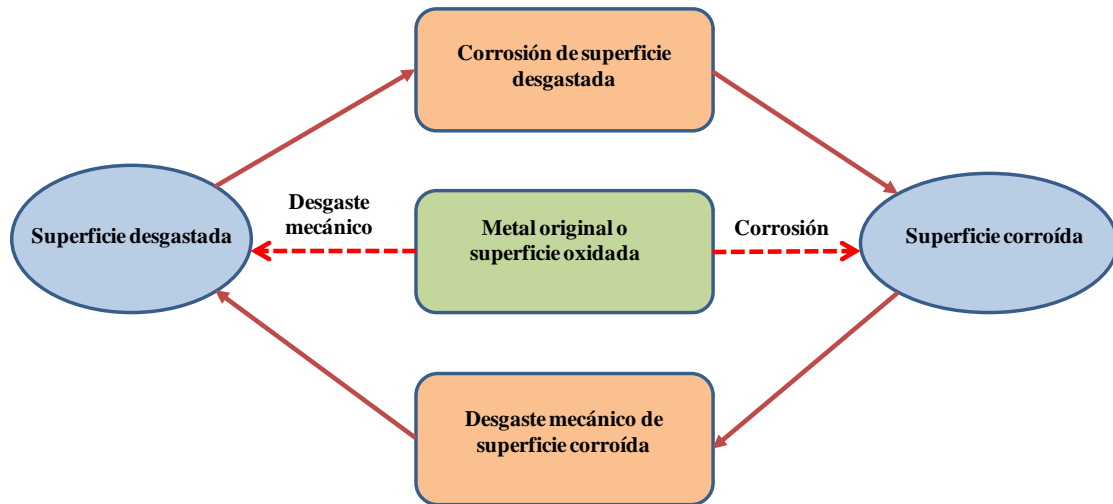 Corrosión de superficie
desgastada
Desgaste
mecánico
Superficie desgastada
Metal original o
superficie oxidada
Corrosión
Superficie corroída
Desgaste mecánico de
superficie corroída